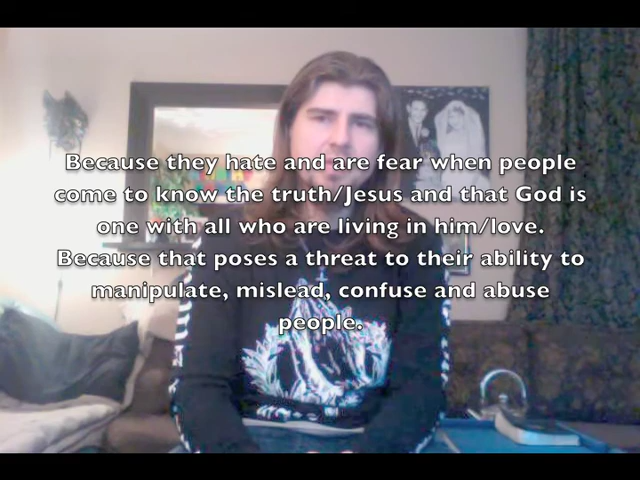 Because they hate and are fear when people
come to know the truth/Jesus and that God is
one with all who are living in him/love.
Because that poses a threat to their ability to
manipulate, mislead, confuse and abuse
people.